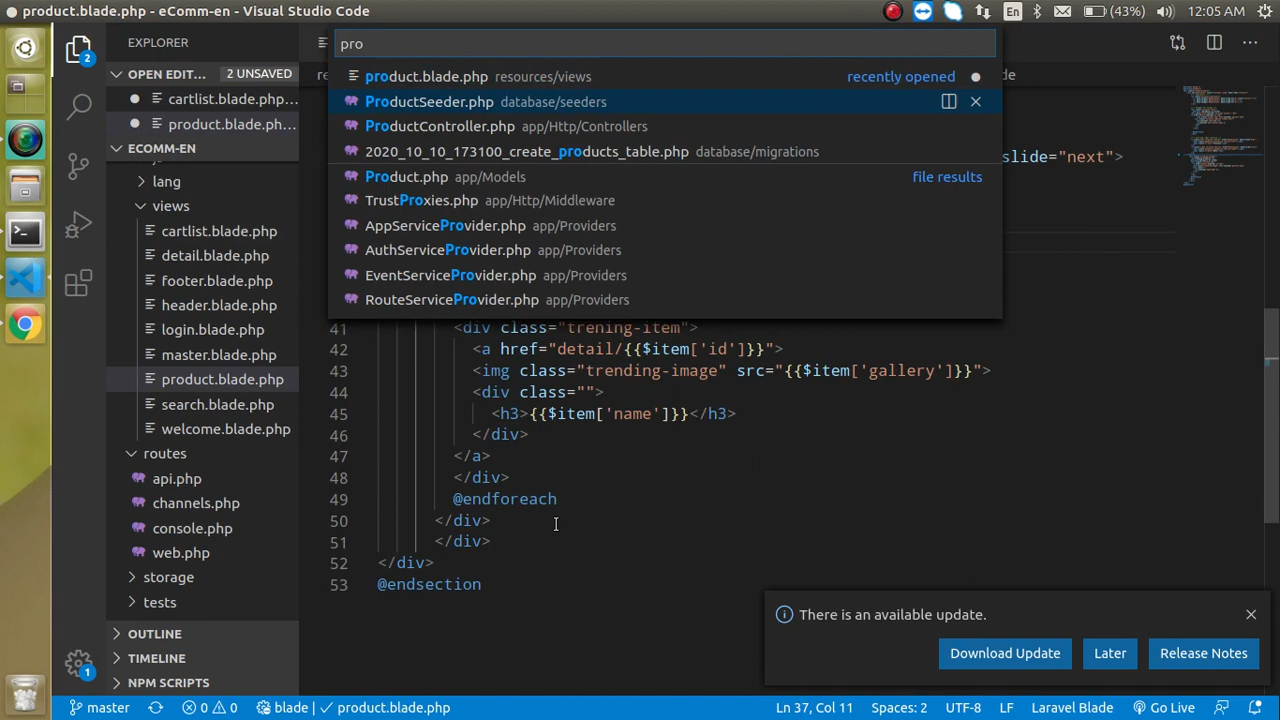 product.blade.php - eComm-en - Visual Studio Code
En
(43%)
12:05 AM
EXPLORER
OPEN EDIT...
2 UNSAVED
cartlist.blade.php...
product.blade.ph...
ECOMM-EN
lang
views
cartlist.blade.php
detail.blade.php
footer.blade.php
header.blade.php
login.blade.php
master.blade.php
product.blade.php
search.blade.php
welcome.blade.php
routes
api.php
channels.php
console.php
web.php
storage
tests
OUTLINE
TIMELINE
NPM SCRIPTS
2
1
pro
product.blade.php resources/views recently opened
ProductSeeder.php database/seeders
ProductController.php app/Http/Controllers
2020_10_10_173100_create_products_table.php database/migrations
Product.php app/Models file results
TrustProxies.php app/Http/Middleware
AppServiceProvider.php app/Providers
AuthServiceProvider.php app/Providers
EventServiceProvider.php app/Providers
RouteServiceProvider.php app/Providers
slide="next">
41 <div class="trening-item">
42 <a href="detail/{{$item['id']}}">
43 <img class="trending-image" src="{{$item['gallery']}}">
44 <div class="">
45 <h3>{{$item['name']}}</h3>
46 </div>
47 </a>
48 </div>
49 @endforeach
50 </div>
51 </div>
52 </div>
53 @endsection
There is an available update.
Download Update
Later
Release Notes
master
0
0
blade | ✓ product.blade.php
Ln 37, Col 11
Spaces: 2
UTF-8
LF
Laravel Blade
Go Live